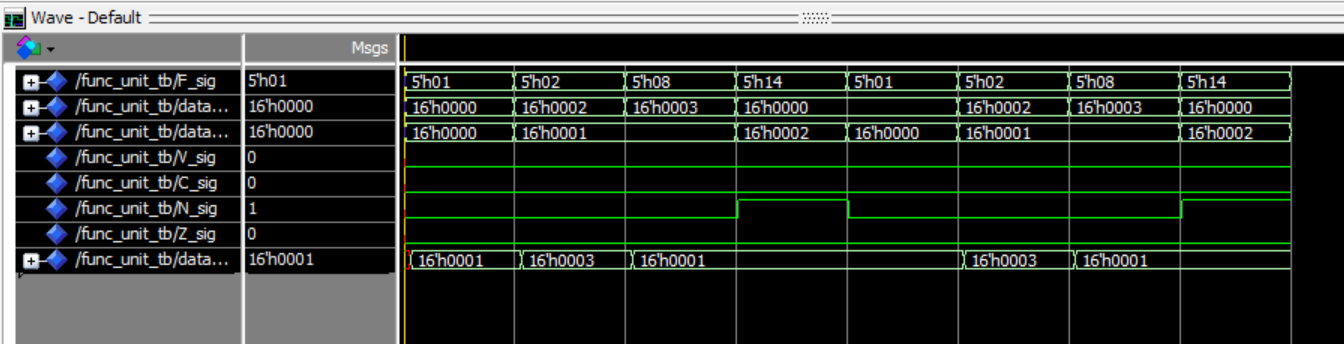 Wave - Default
Msgs
/func_unit_tb/F_sig 5'h01 5'h01 5'h02 5'h08 5'h14 5'h01 5'h02 5'h08 5'h14
/func_unit_tb/data... 16'h0000 16'h0000 16'h0002 16'h0003 16'h0000 16'h0002 16'h0003 16'h0000
/func_unit_tb/data... 16'h0000 16'h0000 16'h0001 16'h0002 16'h0000 16'h0001 16'h0002
/func_unit_tb/V_sig 0
/func_unit_tb/C_sig 0
/func_unit_tb/N_sig 1
/func_unit_tb/Z_sig 0
/func_unit_tb/data... 16'h0001 16'h0001 16'h0003 16'h0001 16'h0003 16'h0001